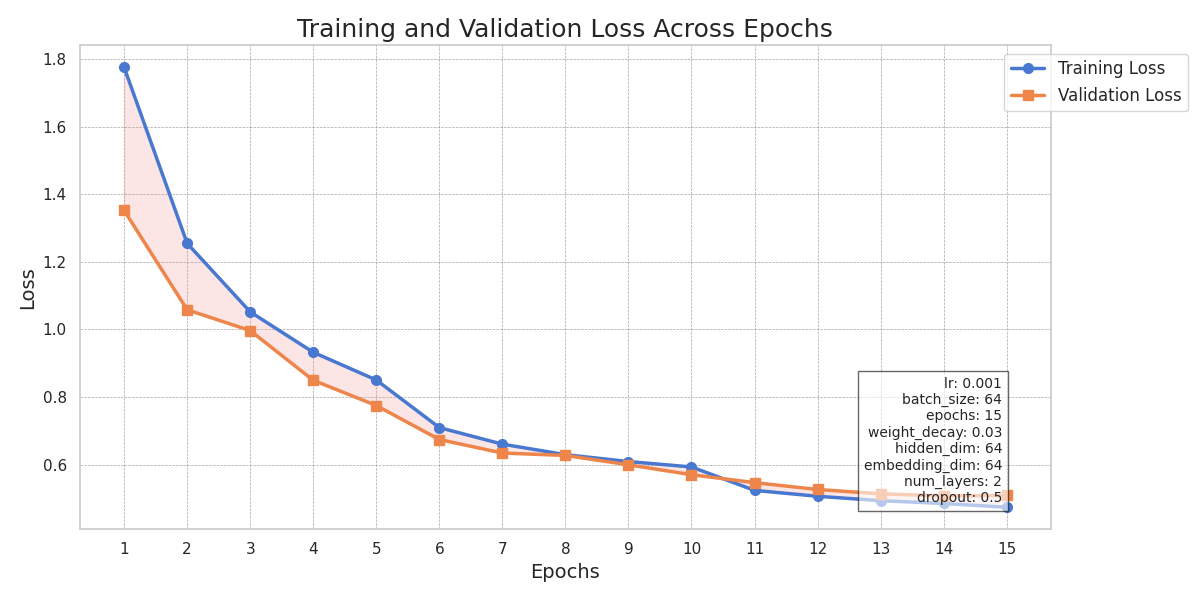 Training and Validation Loss Across Epochs
Training Loss
Validation Loss
Loss
1.8
1.6
1.4
1.2
1.0
0.8
0.6
lr: 0.001
batch_size: 64
epochs: 15
weight_decay: 0.03
hidden_dim: 64
embedding_dim: 64
num_layers: 2
dropout: 0.5
1 2 3 4 5 6 7 8 9 10 11 12 13 14 15
Epochs